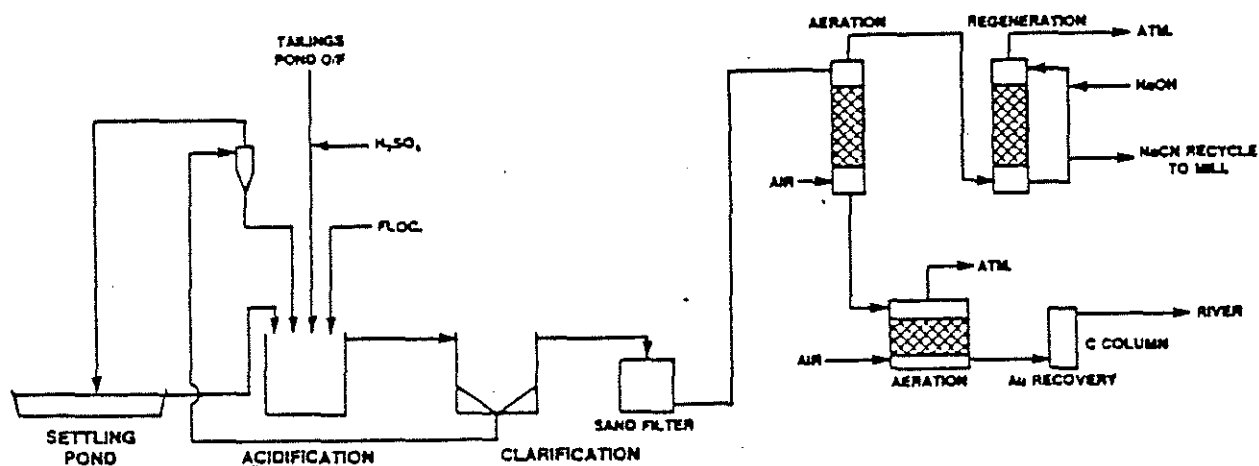 TAILINGS
POND O/F
H₂SO₄
FLOC.
SETTLING
POND
ACIDIFICATION
CLARIFICATION
SAND FILTER
AERATION
REGENERATION
ATM.
NaOH
NaCN RECYCLE
TO MILL
AIR
ATM.
AIR
AERATION
Au RECOVERY
C COLUMN
RIVER